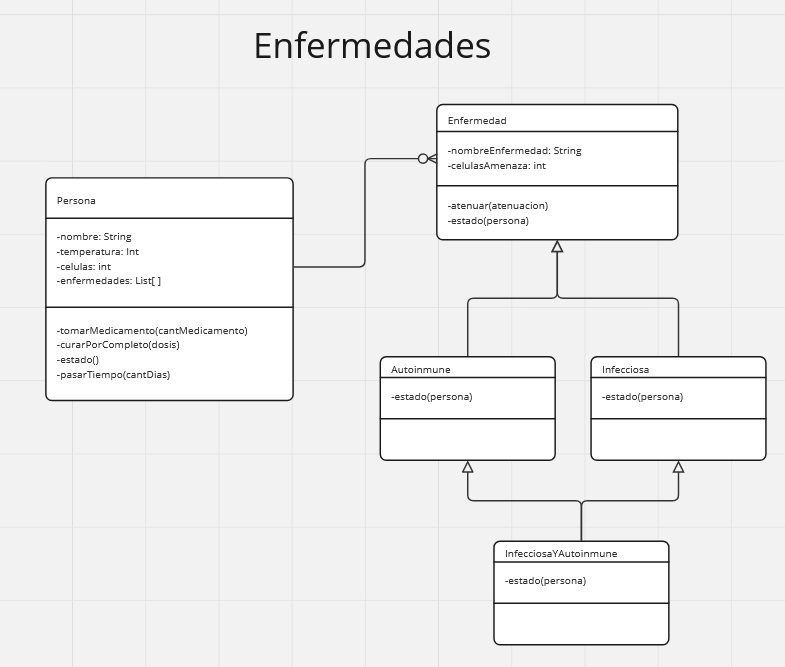 Enfermedades
Persona
-nombre: String
-temperatura: Int
-celulas: int
-enfermedades: List[ ]
-tomarMedicamento(cantMedicamento)
-curarPorCompleto(dosis)
-estado()
-pasarTiempo(cantDias)
Enfermedad
-nombreEnfermedad: String
-celulasAmenaza: int
-atenuar(atenuacion)
-estado(persona)
Autoinmune
-estado(persona)
Infecciosa
-estado(persona)
InfecciosaYAutoinmune
-estado(persona)